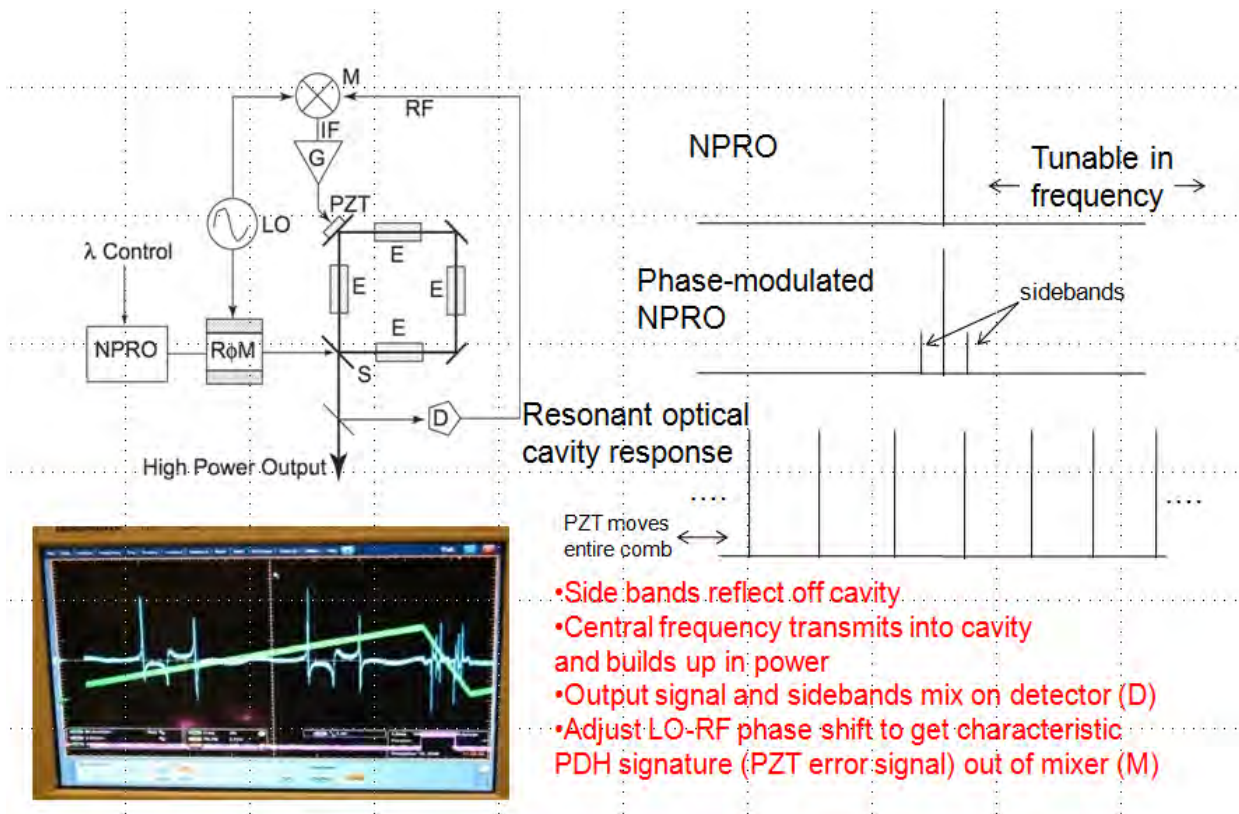 M
RF
IF
G
PZT
LO
E
λ Control
E
E
NPRO
RϕM
E
S
D
High Power Output
NPRO
Tunable in
frequency
Phase-modulated
NPRO
sidebands
Resonant optical
cavity response
....
....
PZT moves
entire comb
•Side bands reflect off cavity
•Central frequency transmits into cavity
and builds up in power
•Output signal and sidebands mix on detector (D)
•Adjust LO-RF phase shift to get characteristic
PDH signature (PZT error signal) out of mixer (M)